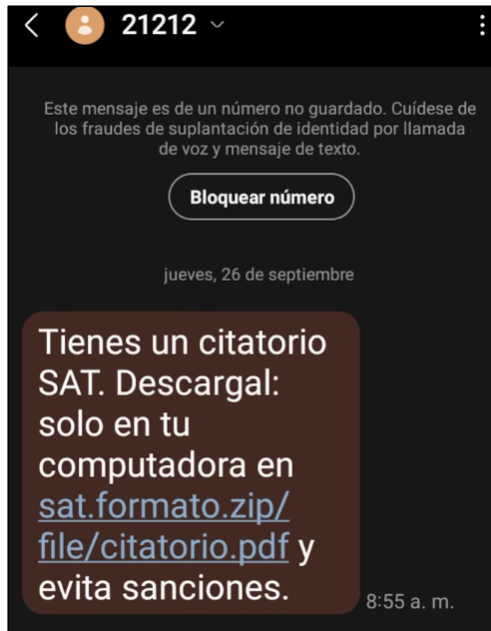 21212
Este mensaje es de un número no guardado. Cuídese de
los fraudes de suplantación de identidad por llamada
de voz y mensaje de texto.
Bloquear número
jueves, 26 de septiembre
Tienes un citatorio
SAT. Descargal:
solo en tu
computadora en
sat.formato.zip/
file/citatorio.pdf y
evita sanciones.
8:55 a. m.